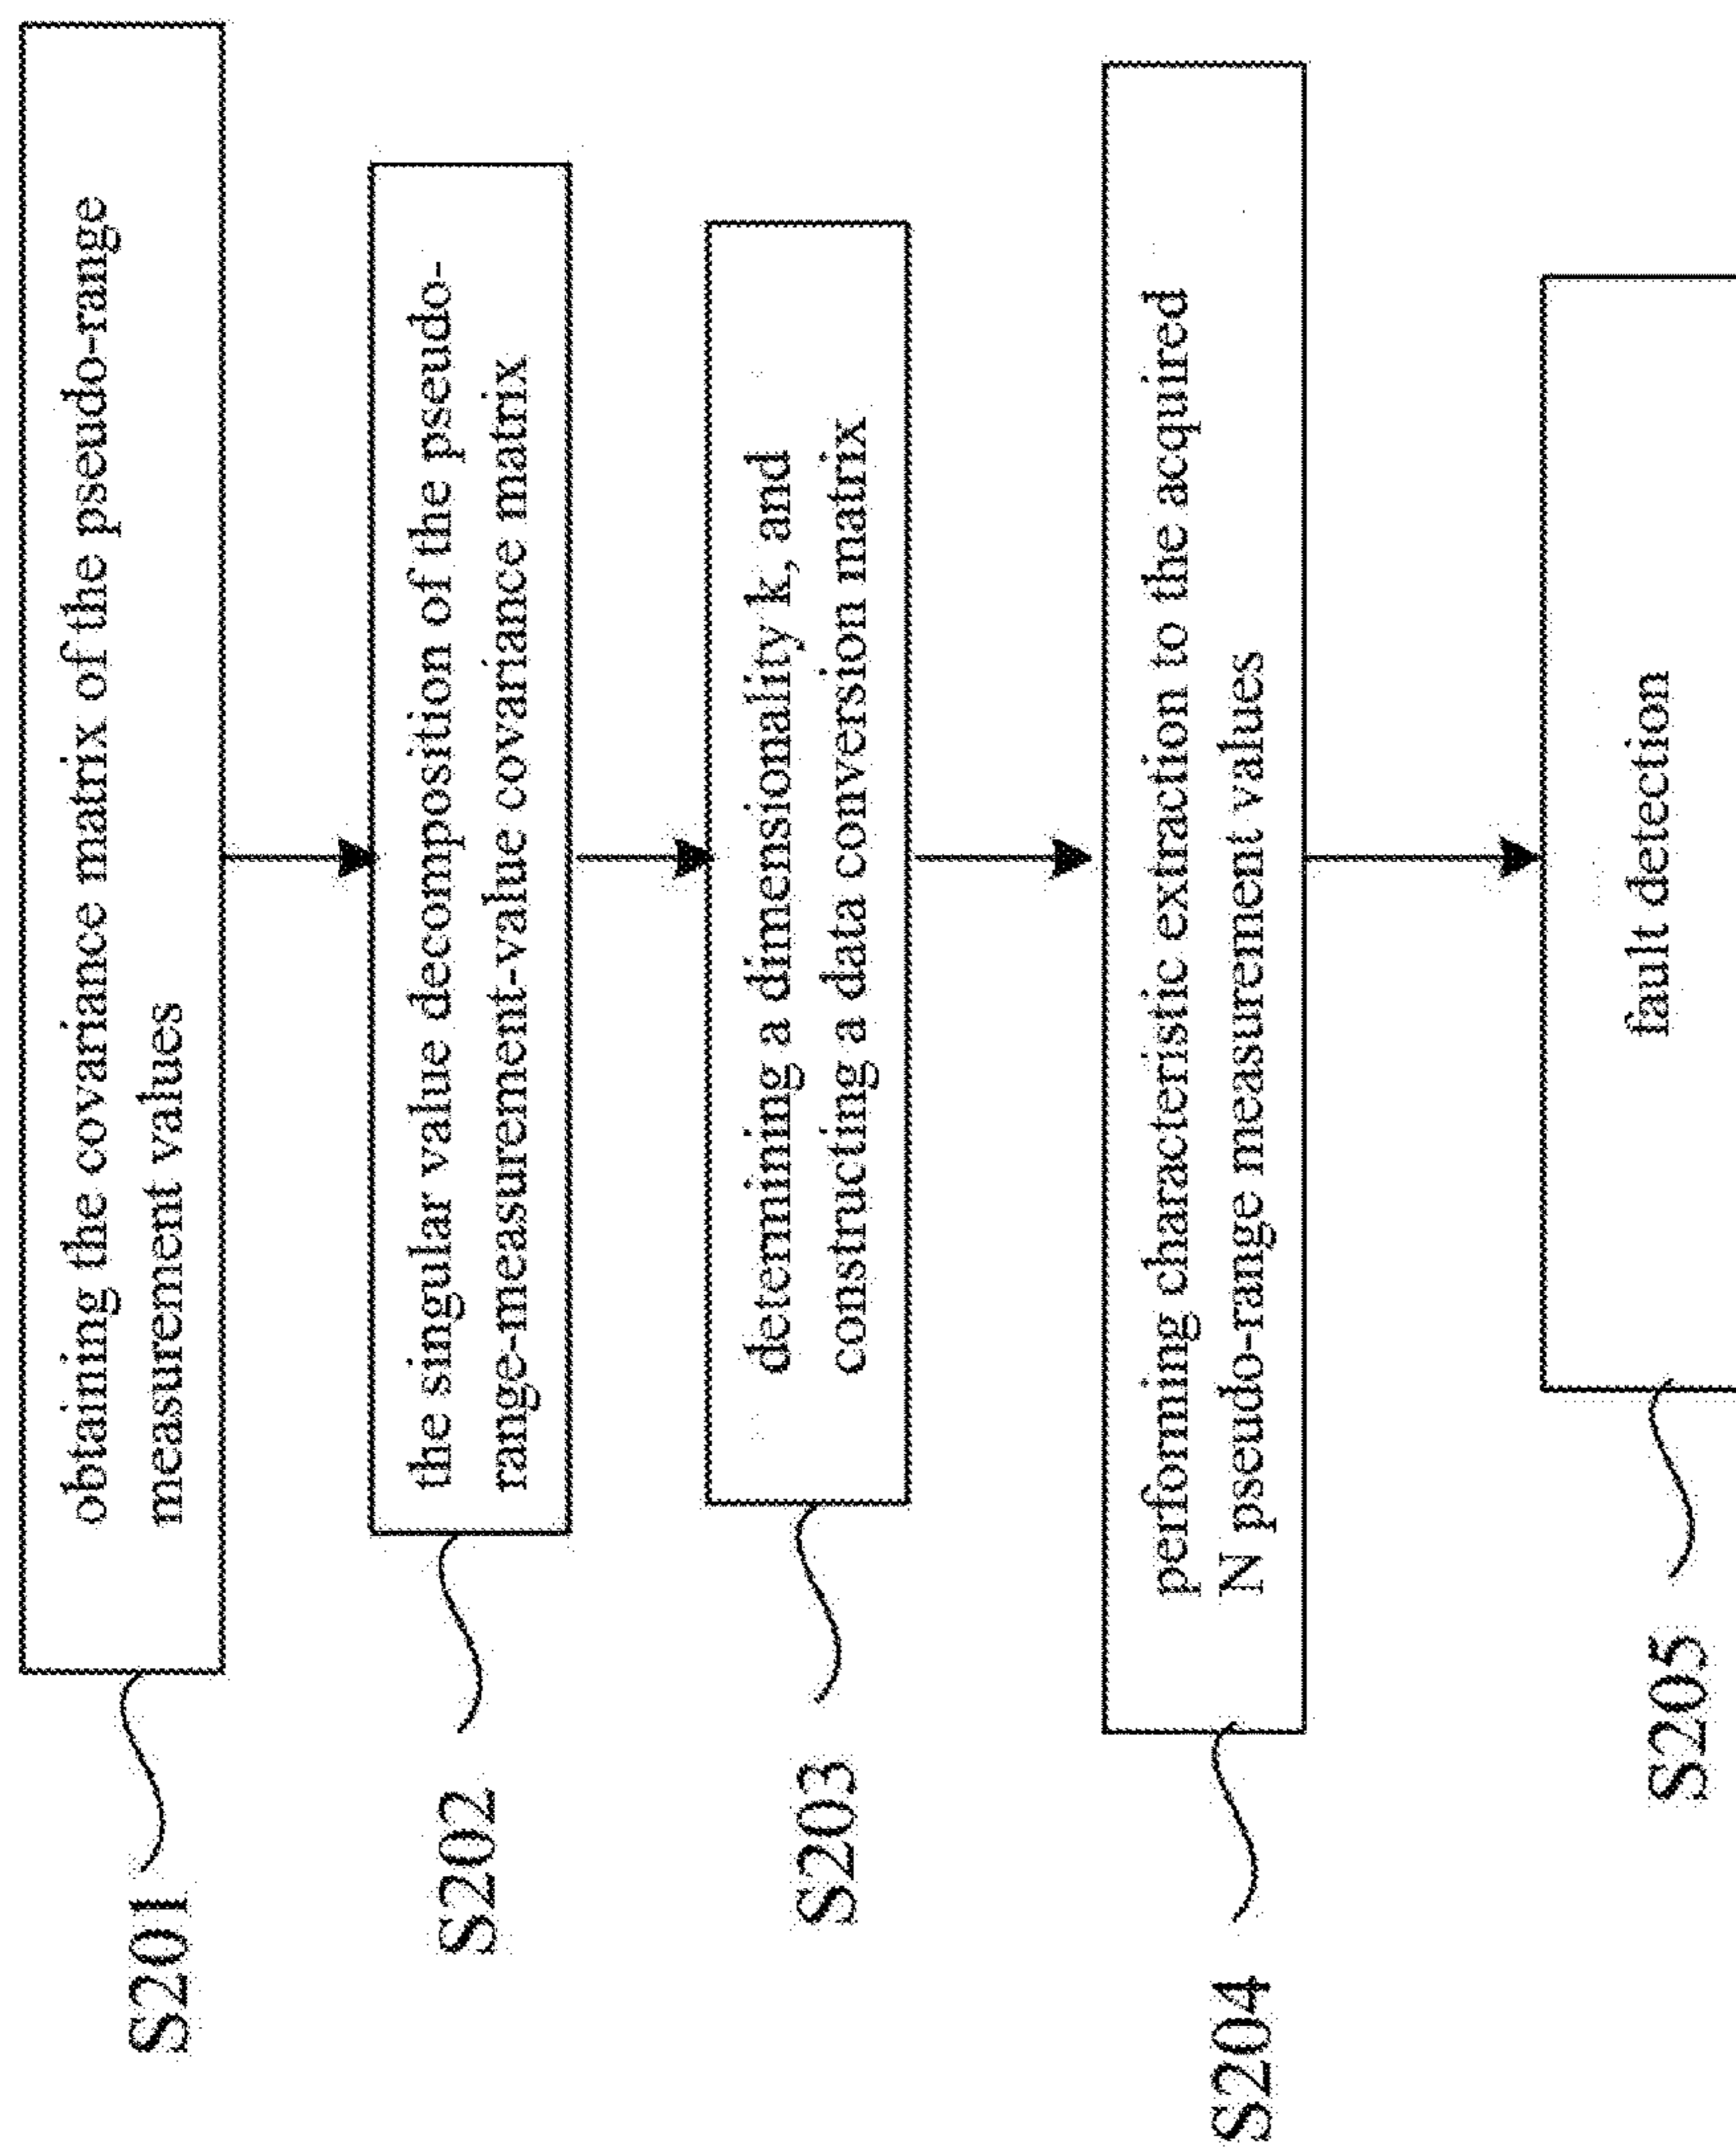 obtaining the covariance matrix of the pseudo-range
measurement values
S201
the singular value decomposition of the pseudo-
range-measurement-value covariance matrix
S202
determining a dimensionality k, and
constructing a data conversion matrix
S203
performing characteristic extraction to the acquired
N pseudo-range measurement values
S204
fault detection
S205